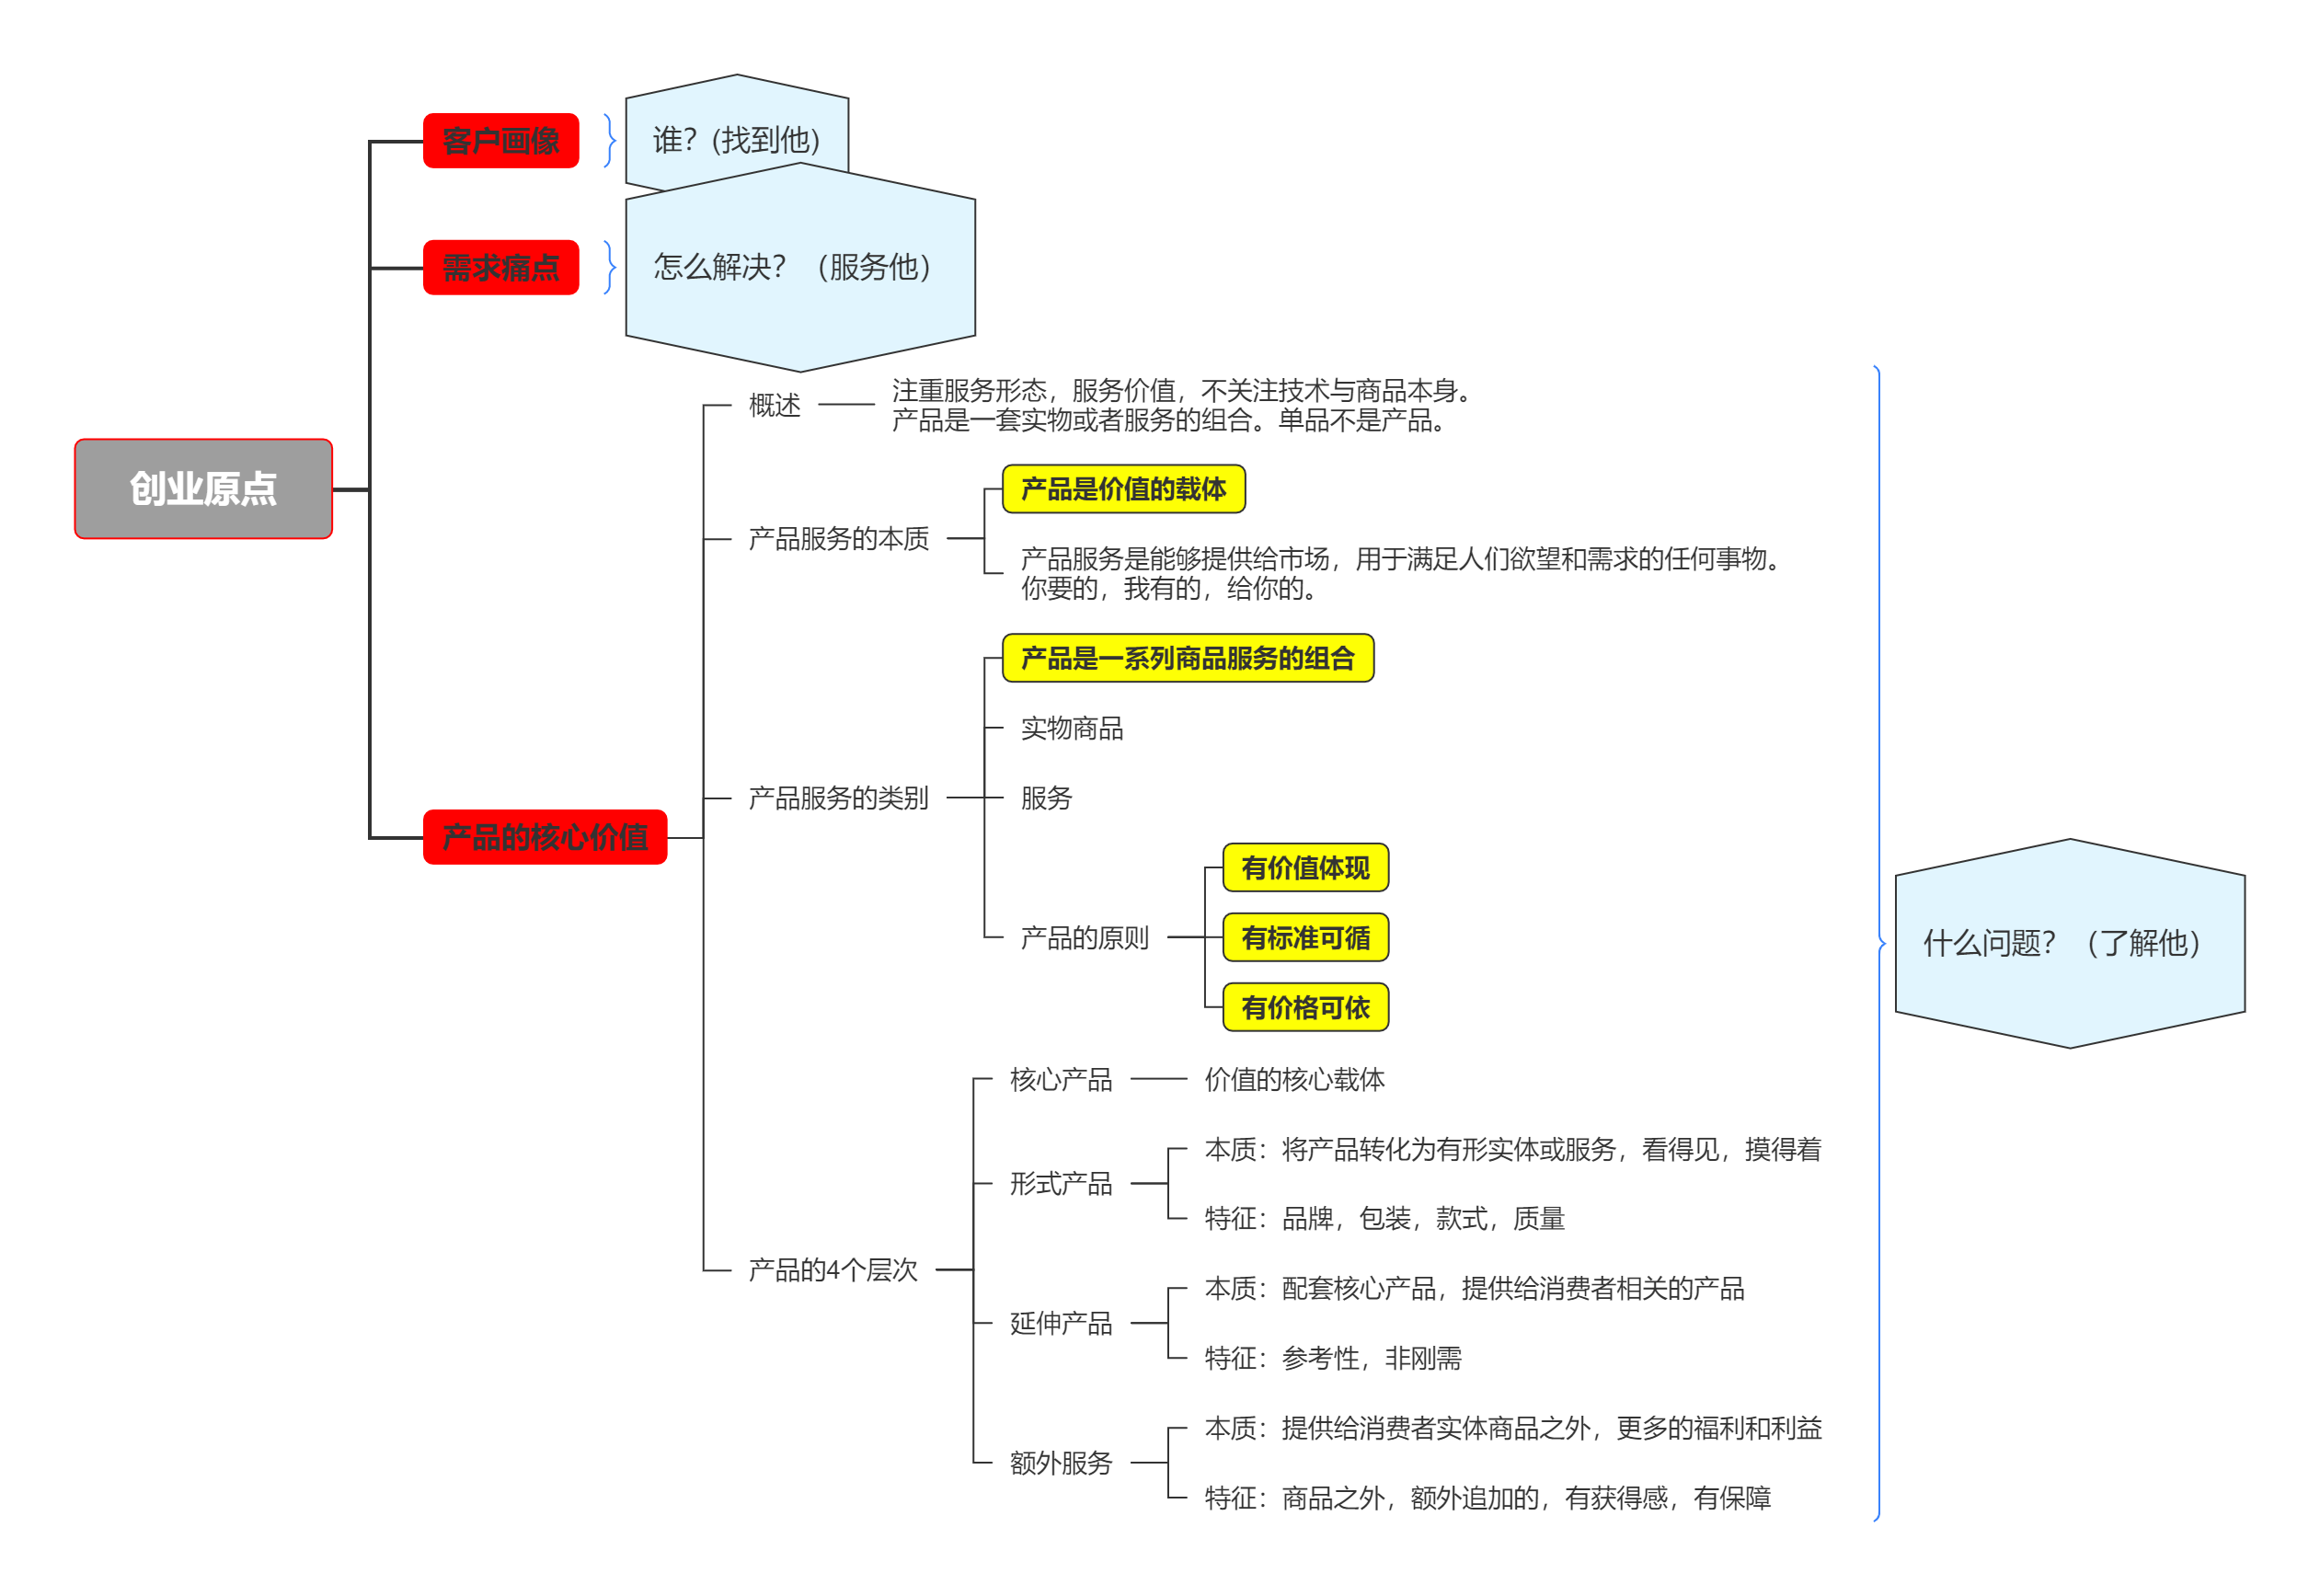 创业原点
客户画像
谁？(找到他)
需求痛点
怎么解决？（服务他）
产品的核心价值
概述
注重服务形态，服务价值，不关注技术与商品本身。
产品是一套实物或者服务的组合。单品不是产品。
产品服务的本质
产品是价值的载体
产品服务是能够提供给市场，用于满足人们欲望和需求的任何事物。
你要的，我有的，给你的。
产品服务的类别
产品是一系列商品服务的组合
实物商品
服务
产品的原则
有价值体现
有标准可循
有价格可依
产品的4个层次
核心产品
价值的核心载体
形式产品
本质：将产品转化为有形实体或服务，看得见，摸得着
特征：品牌，包装，款式，质量
延伸产品
本质：配套核心产品，提供给消费者相关的产品
特征：参考性，非刚需
额外服务
本质：提供给消费者实体商品之外，更多的福利和利益
特征：商品之外，额外追加的，有获得感，有保障
什么问题？（了解他）